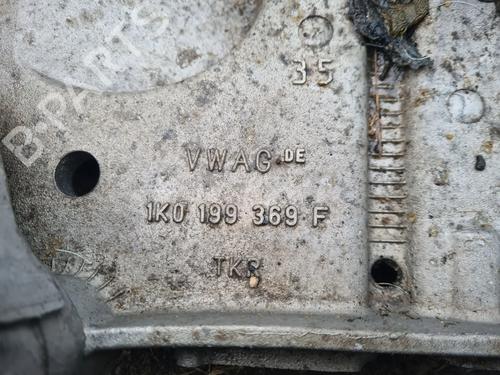 B-PARTS
35
VWAG DE
1K0 199 369 F
TKR